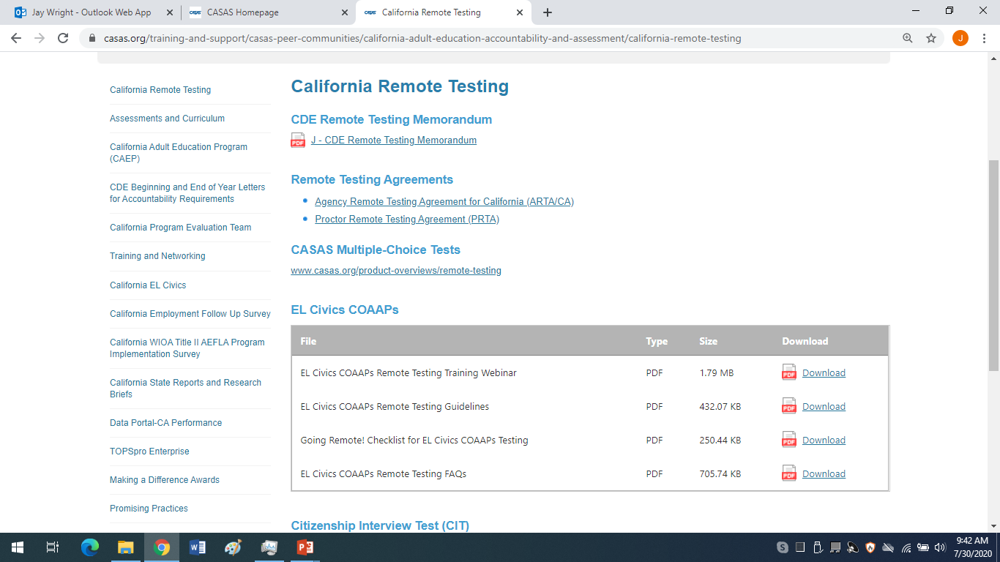 Jay Wright - Outlook Web App
CASAS Homepage
California Remote Testing
casas.org/training-and-support/casas-peer-communities/california-adult-education-accountability-and-assessment/california-remote-testing
J
California Remote Testing
Assessments and Curriculum
California Adult Education Program
(CAEP)
CDE Beginning and End of Year Letters
for Accountability Requirements
California Program Evaluation Team
Training and Networking
California EL Civics
California Employment Follow Up Survey
California WIOA Title II AEFLA Program
Implementation Survey
California State Reports and Research
Briefs
Data Portal-CA Performance
TOPSpro Enterprise
Making a Difference Awards
Promising Practices
California Remote Testing
CDE Remote Testing Memorandum
PDF J - CDE Remote Testing Memorandum
Remote Testing Agreements
• Agency Remote Testing Agreement for California (ARTA/CA)
• Proctor Remote Testing Agreement (PRTA)
CASAS Multiple-Choice Tests
www.casas.org/product-overviews/remote-testing
EL Civics COAAPs
File Type Size Download
EL Civics COAAPs Remote Testing Training Webinar PDF 1.79 MB PDF Download
EL Civics COAAPs Remote Testing Guidelines PDF 432.07 KB PDF Download
Going Remote! Checklist for EL Civics COAAPs Testing PDF 250.44 KB PDF Download
EL Civics COAAPs Remote Testing FAQs PDF 705.74 KB PDF Download
Citizenship Interview Test (CIT)
9:42 AM
7/30/2020